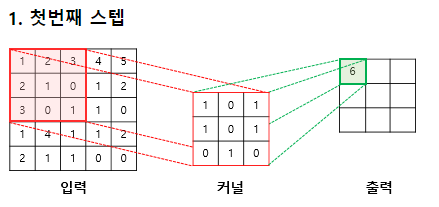 1. 첫번째 스텝
1 2 3 4 5
2 1 0 1 2
3 0 1 1 0
1 4 1 1 2
2 1 1 0 0
입력
1 0 1
1 0 1
0 1 0
커널
6
출력